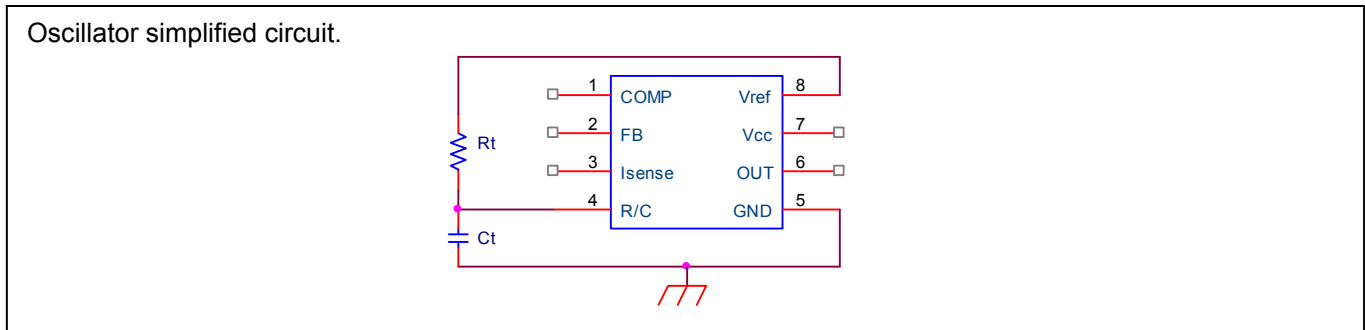 Oscillator simplified circuit.
1 COMP Vref 8
Rt 2 FB Vcc 7
3 Isense OUT 6
4 R/C GND 5
Ct